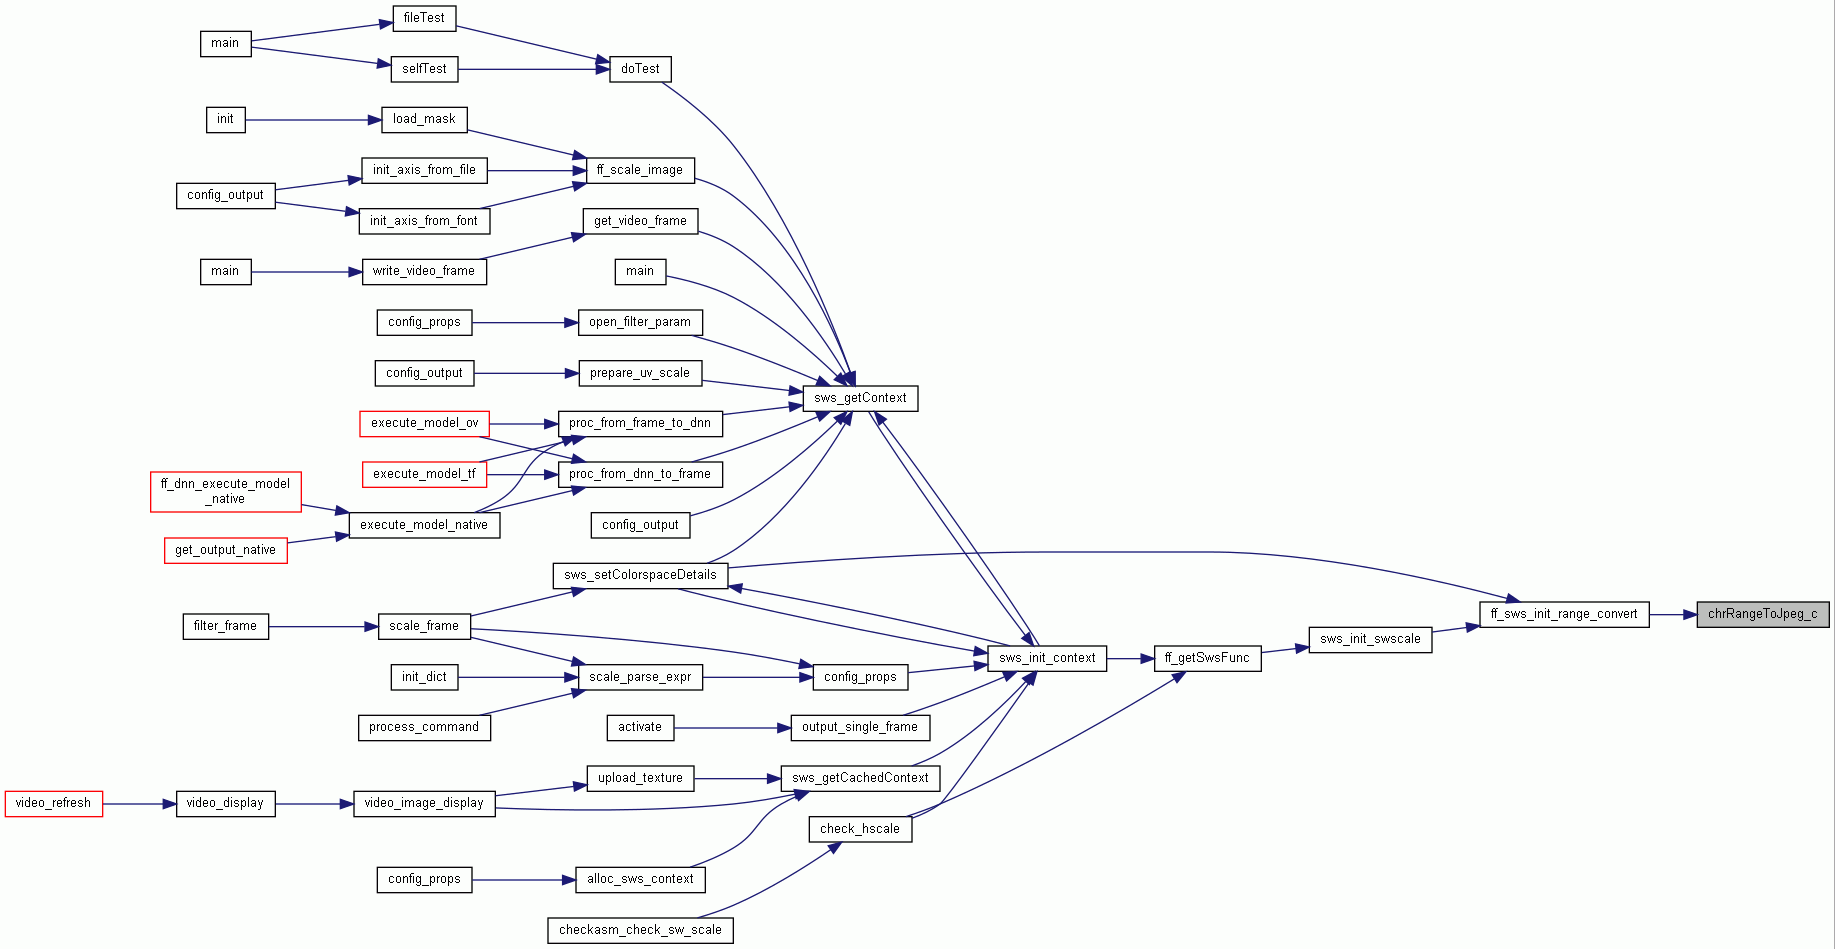 fileTest
main
selfTest
doTest
init
load_mask
init_axis_from_file
ff_scale_image
config_output
init_axis_from_font
get_video_frame
main
write_video_frame
main
config_props
open_filter_param
config_output
prepare_uv_scale
sws_getContext
execute_model_ov
proc_from_frame_to_dnn
execute_model_tf
proc_from_dnn_to_frame
ff_dnn_execute_model
_native
execute_model_native
config_output
get_output_native
sws_setColorspaceDetails
filter_frame
scale_frame
ff_sws_init_range_convert
chrRangeToJpeg_c
sws_init_swscale
sws_init_context
ff_getSwsFunc
init_dict
scale_parse_expr
config_props
process_command
activate
output_single_frame
upload_texture
sws_getCachedContext
video_refresh
video_display
video_image_display
check_hscale
config_props
alloc_sws_context
checkasm_check_sw_scale